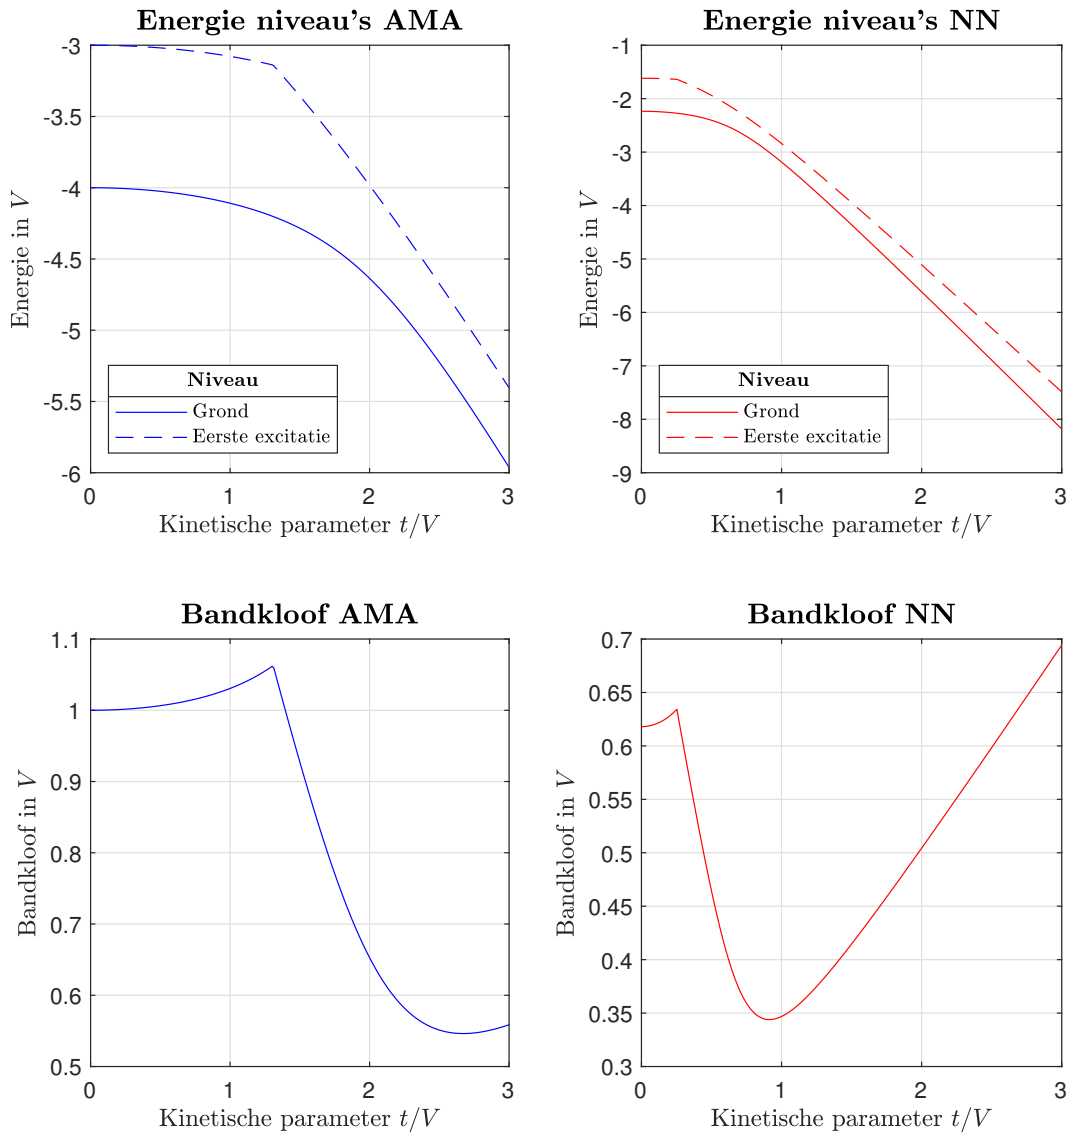 Energie niveau's AMA
-3
-3.5
-4
-4.5
-5
-5.5
-6
Energie in V
Niveau
Grond
Eerste excitatie
0 1 2 3
Kinetische parameter t/V
Energie niveau's NN
-1
-2
-3
-4
-5
-6
-7
-8
-9
Energie in V
Niveau
Grond
Eerste excitatie
0 1 2 3
Kinetische parameter t/V
Bandkloof AMA
1.1
1
0.9
0.8
0.7
0.6
0.5
Bandkloof in V
0 1 2 3
Kinetische parameter t/V
Bandkloof NN
0.7
0.65
0.6
0.55
0.5
0.45
0.4
0.35
0.3
Bandkloof in V
0 1 2 3
Kinetische parameter t/V